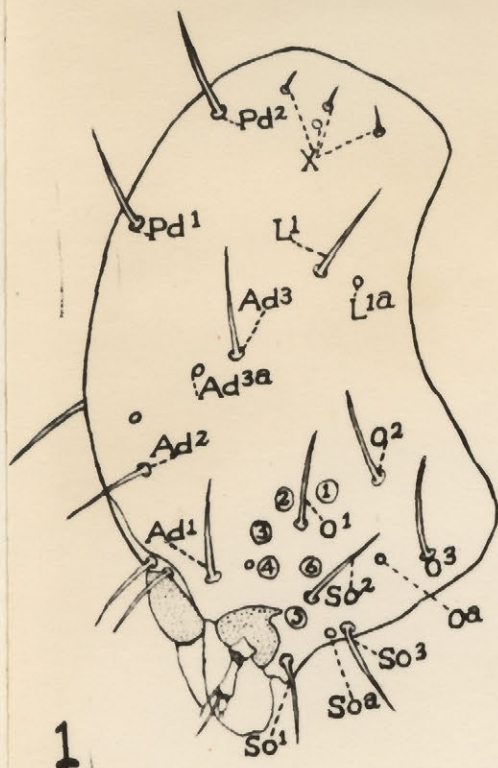 Pd²
X
Pd¹
L¹
L1a
Ad³
Ad³a
O²
Ad²
② ①
O¹
③
Ad¹
④ ⑥
O³
So²
Oa
⑤
So³
Soa
So¹
1